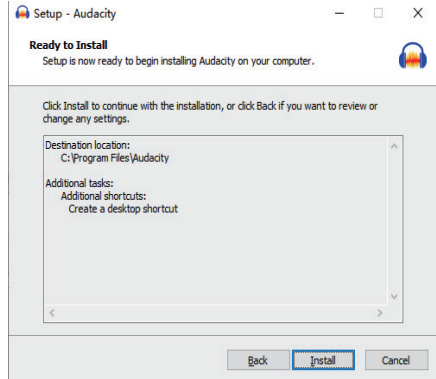 Setup - Audacity
Ready to Install
Setup is now ready to begin installing Audacity on your computer.
Click Install to continue with the installation, or click Back if you want to review or
change any settings.
Destination location:
C:\Program Files\Audacity
Additional tasks:
Additional shortcuts:
Create a desktop shortcut
Back
Install
Cancel